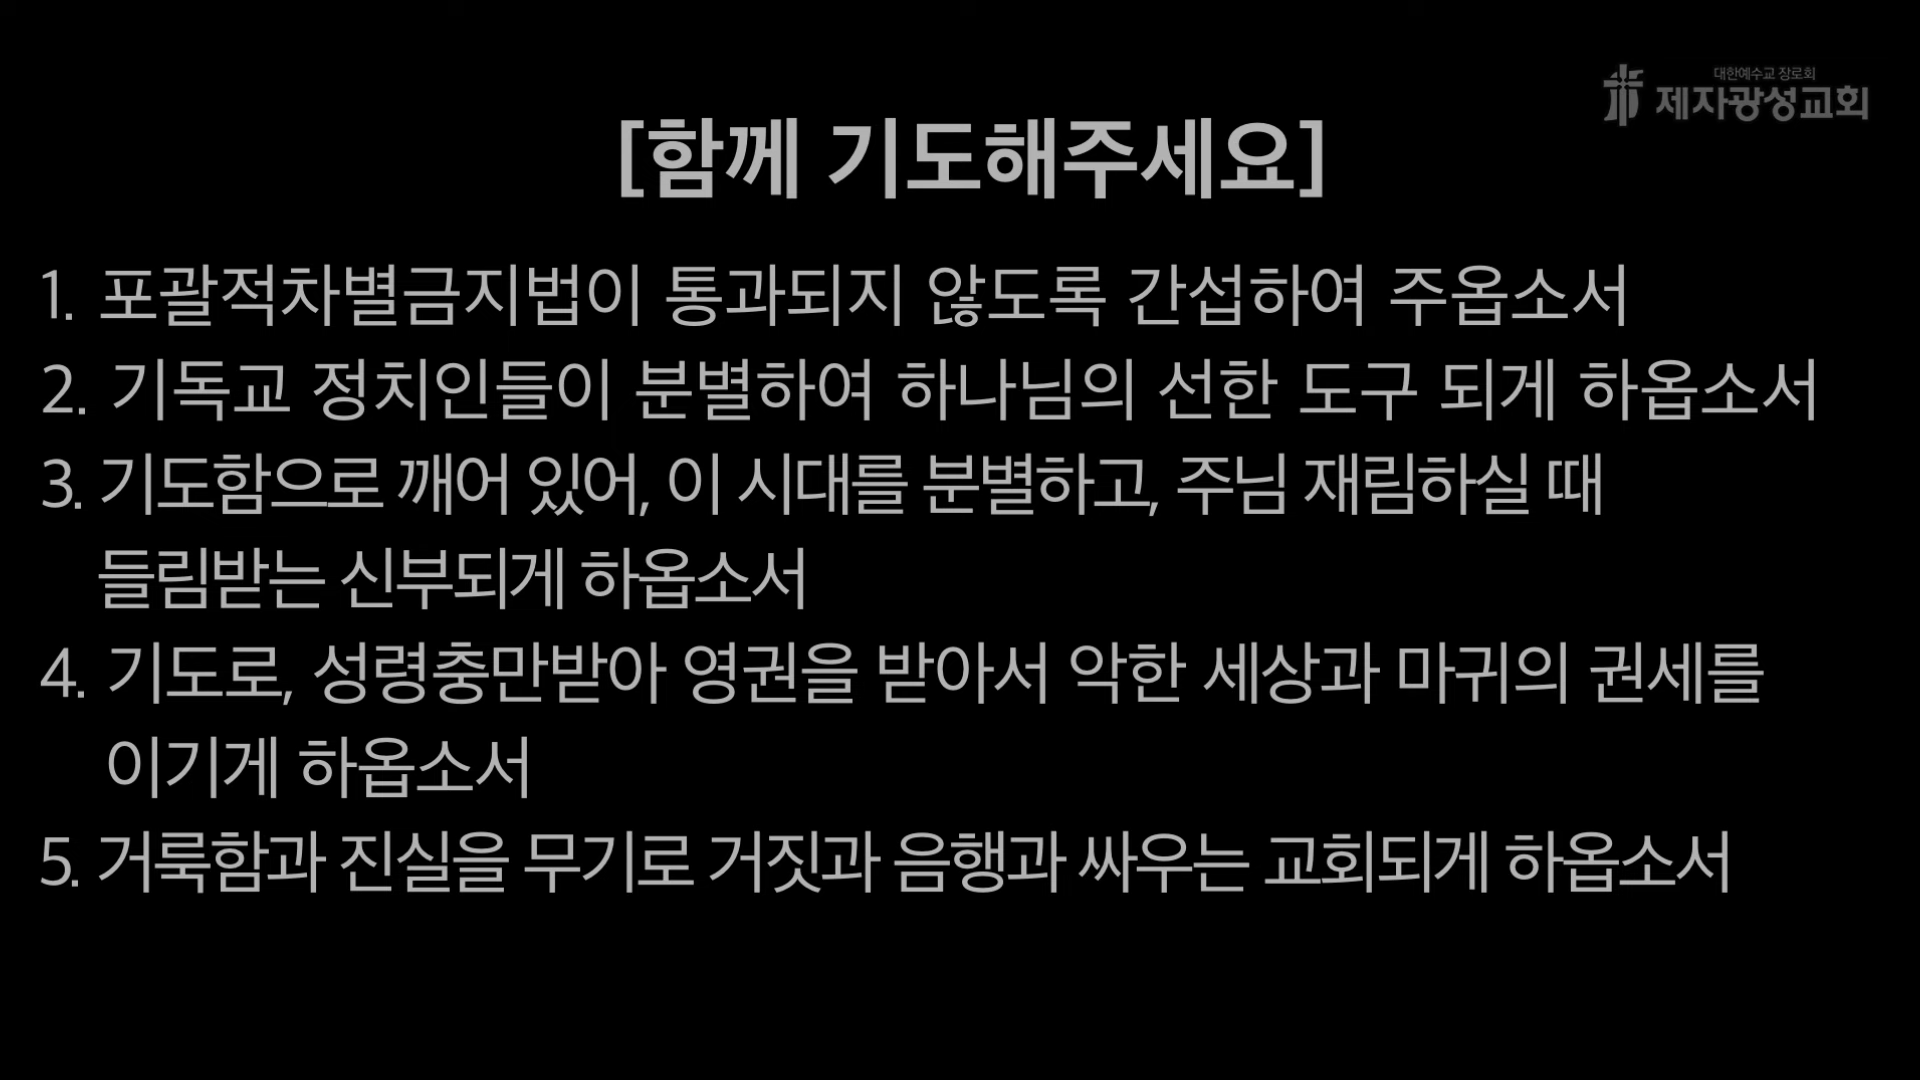 대한예수교 장로회
제자광성교회
[함께 기도해주세요]
1. 포괄적차별금지법이 통과되지 않도록 간섭하여 주옵소서
2. 기독교 정치인들이 분별하여 하나님의 선한 도구 되게 하옵소서
3. 기도함으로 깨어 있어, 이 시대를 분별하고, 주님 재림하실 때
들림받는 신부되게 하옵소서
4. 기도로, 성령충만받아 영권을 받아서 악한 세상과 마귀의 권세를
이기게 하옵소서
5. 거룩함과 진실을 무기로 거짓과 음행과 싸우는 교회되게 하옵소서